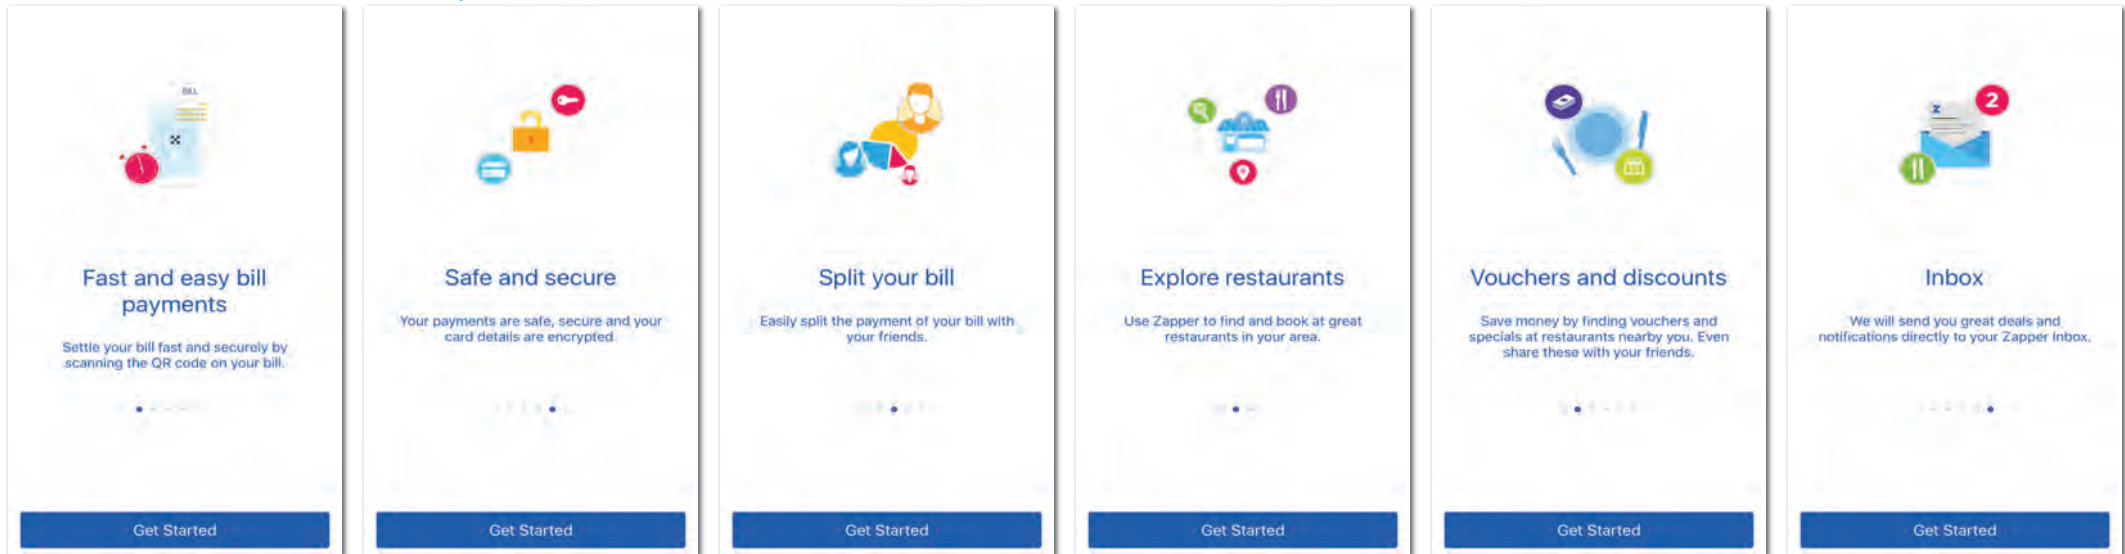 BILL
Fast and easy bill
payments
Settle your bill fast and securely by
scanning the QR code on your bill.
Get Started
Safe and secure
Your payments are safe, secure and your
card details are encrypted
Get Started
Split your bill
Easily split the payment of your bill with
your friends.
Get Started
Explore restaurants
Use Zapper to find and book at great
restaurants in your area.
Get Started
Vouchers and discounts
Save money by finding vouchers and
specials at restaurants nearby you. Even
share these with your friends.
Get Started
2
Inbox
We will send you great deals and
notifications directly to your Zapper Inbox.
Get Started